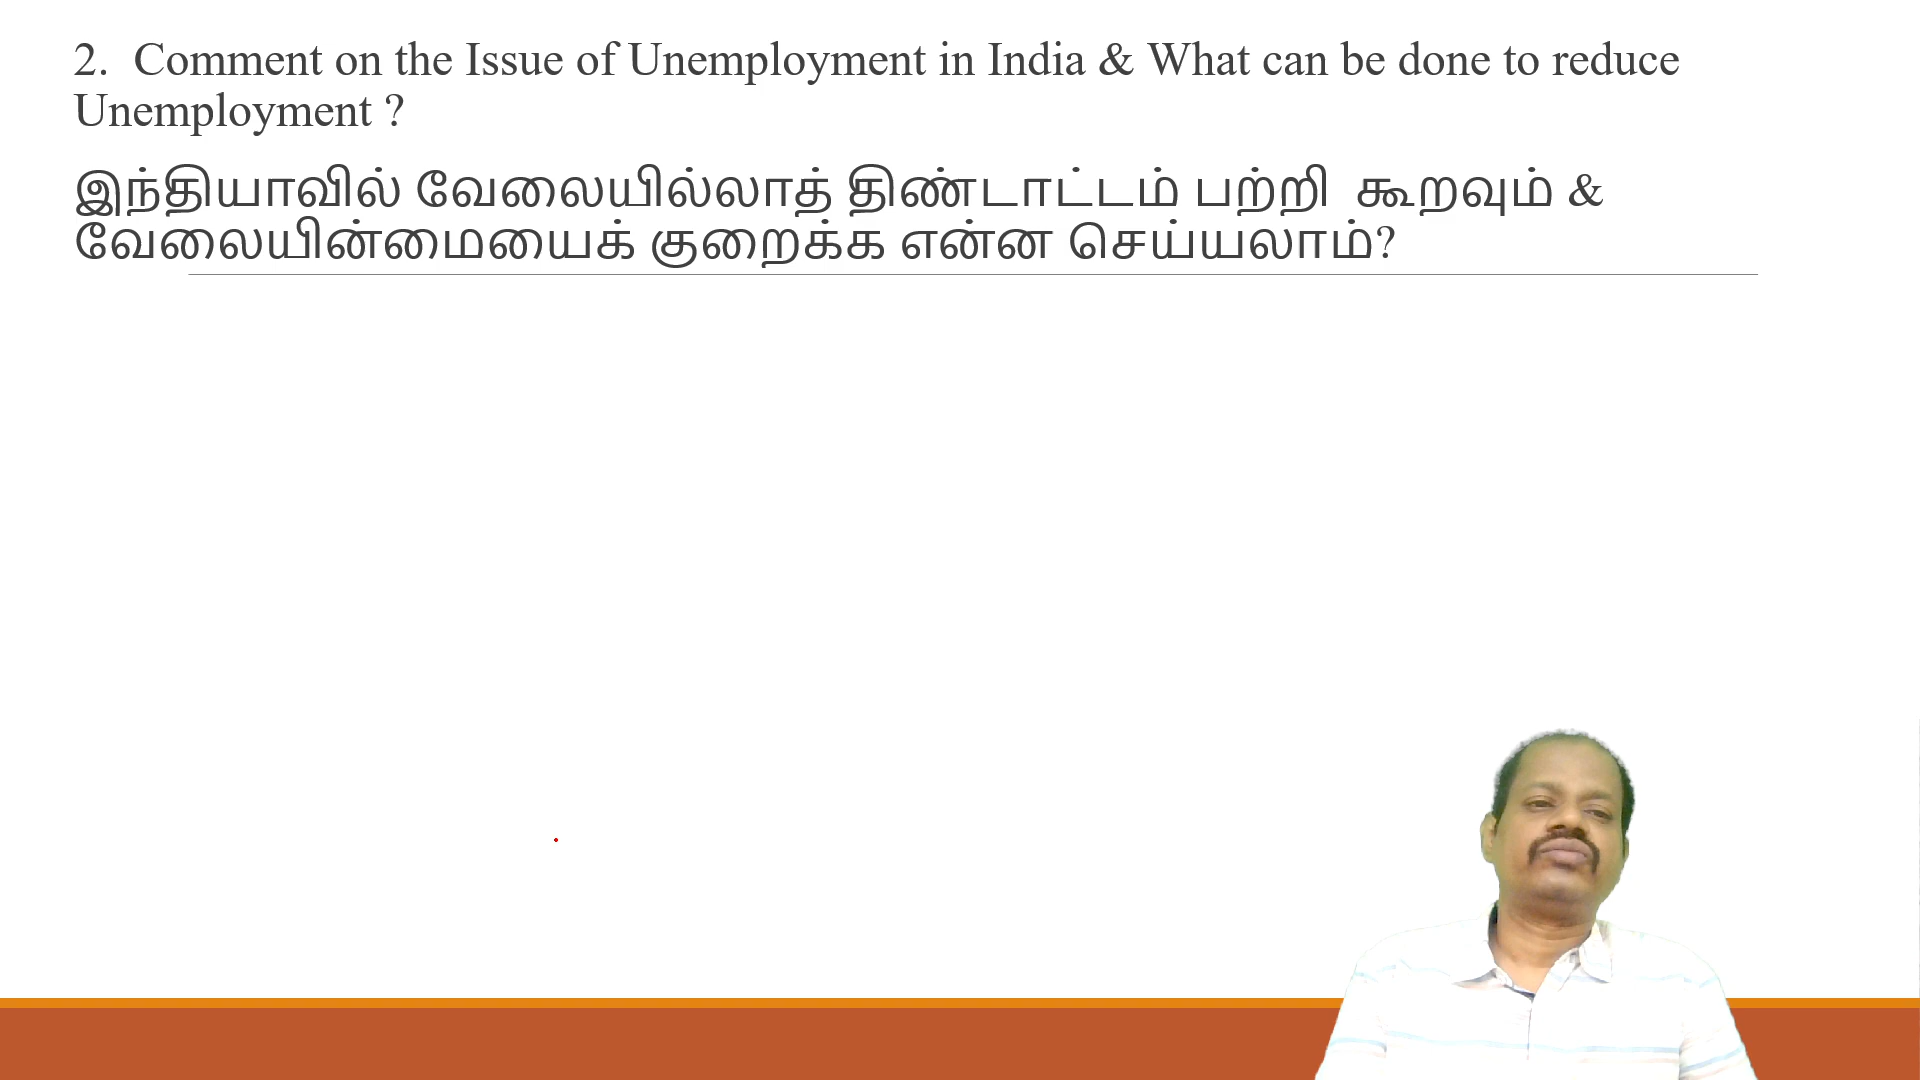 2.  Comment on the Issue of Unemployment in India & What can be done to reduce
Unemployment ?
இந்தியாவில் வேலையில்லாத் திண்டாட்டம் பற்றி  கூறவும் &
வேலையின்மையைக் குறைக்க என்ன செய்யலாம்?